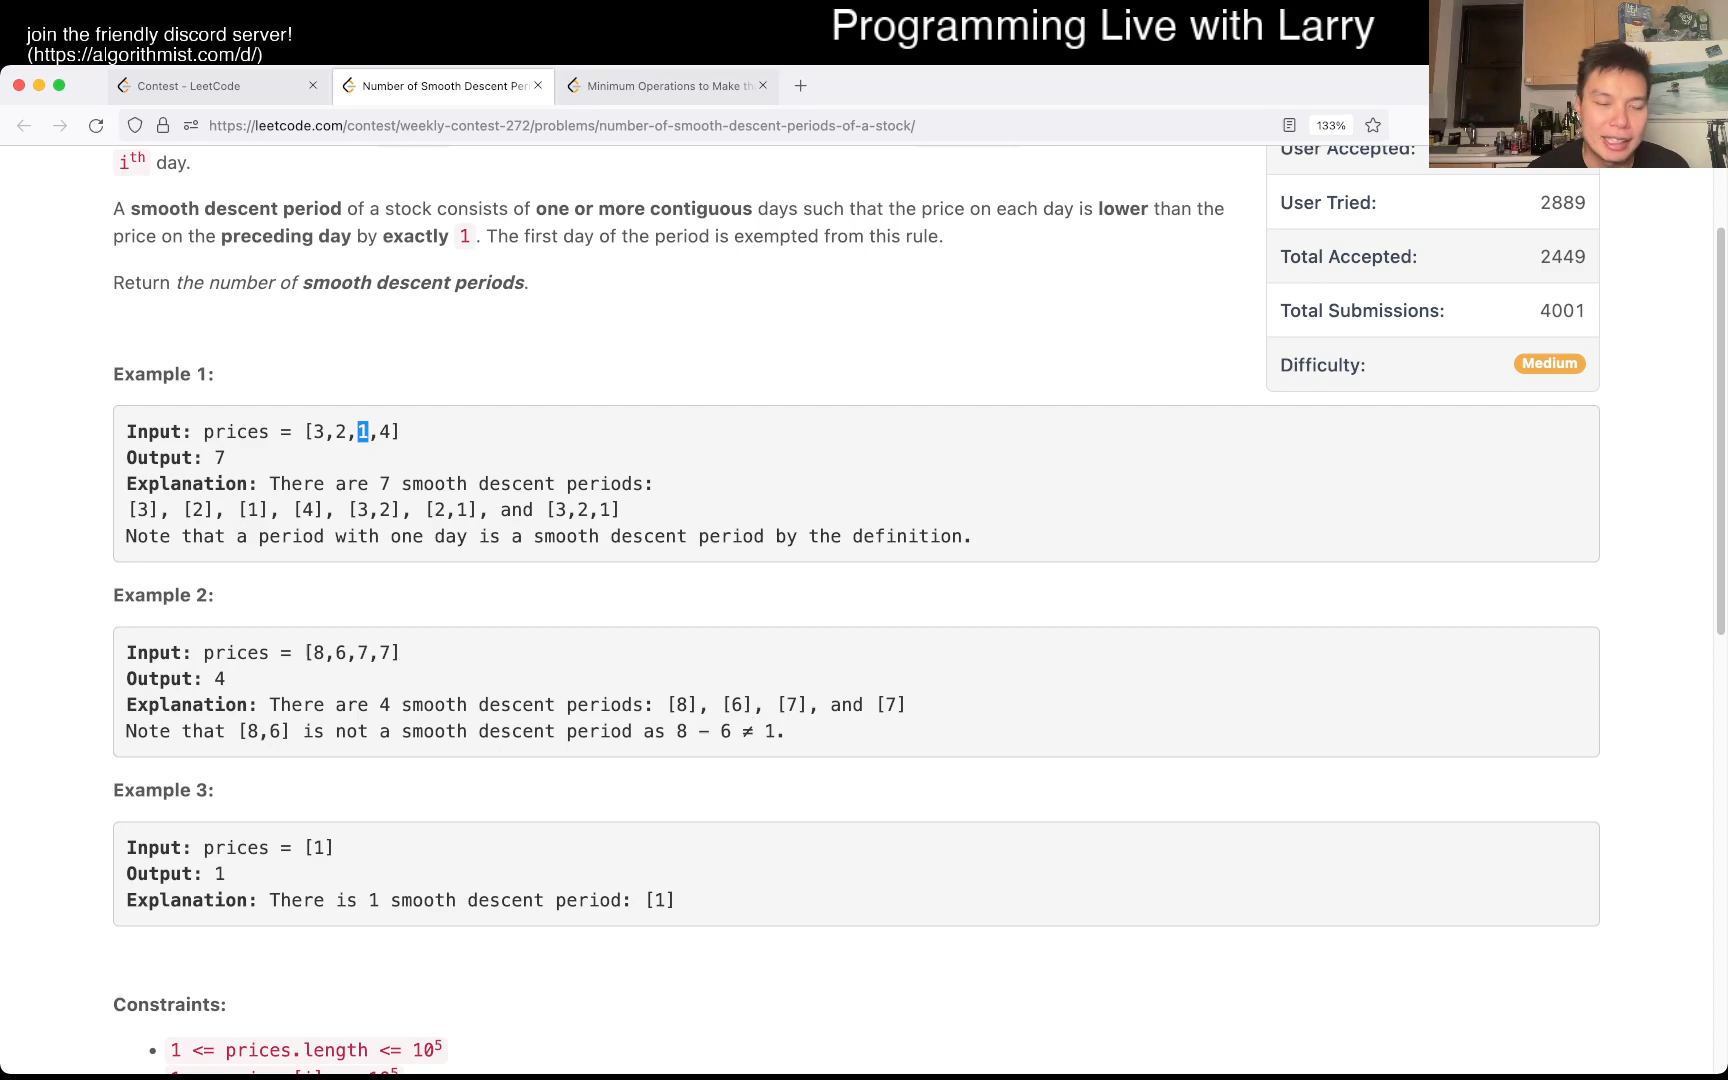 join the friendly discord server!
(https://algorithmist.com/d/)
Programming Live with Larry
Contest - LeetCode
Number of Smooth Descent Per
Minimum Operations to Make th
https://leetcode.com/contest/weekly-contest-272/problems/number-of-smooth-descent-periods-of-a-stock/
133%
ith day.
User Accepted:
A smooth descent period of a stock consists of one or more contiguous days such that the price on each day is lower than the
price on the preceding day by exactly 1. The first day of the period is exempted from this rule.
User Tried: 2889
Total Accepted: 2449
Return the number of smooth descent periods.
Total Submissions: 4001
Difficulty: Medium
Example 1:
Input: prices = [3,2,1,4]
Output: 7
Explanation: There are 7 smooth descent periods:
[3], [2], [1], [4], [3,2], [2,1], and [3,2,1]
Note that a period with one day is a smooth descent period by the definition.
Example 2:
Input: prices = [8,6,7,7]
Output: 4
Explanation: There are 4 smooth descent periods: [8], [6], [7], and [7]
Note that [8,6] is not a smooth descent period as 8 - 6 ≠ 1.
Example 3:
Input: prices = [1]
Output: 1
Explanation: There is 1 smooth descent period: [1]
Constraints:
1 <= prices.length <= 10^5